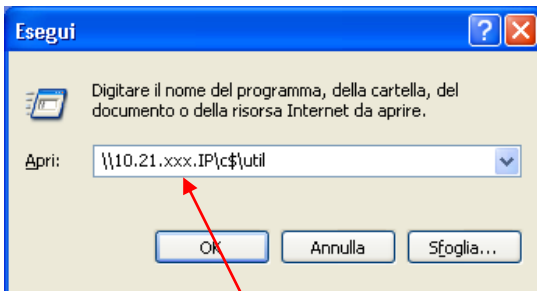 Esegui
Digitare il nome del programma, della cartella, del
documento o della risorsa Internet da aprire.
Apri: \\10.21.xxx.IP\c$\util
OK Annulla Sfoglia...